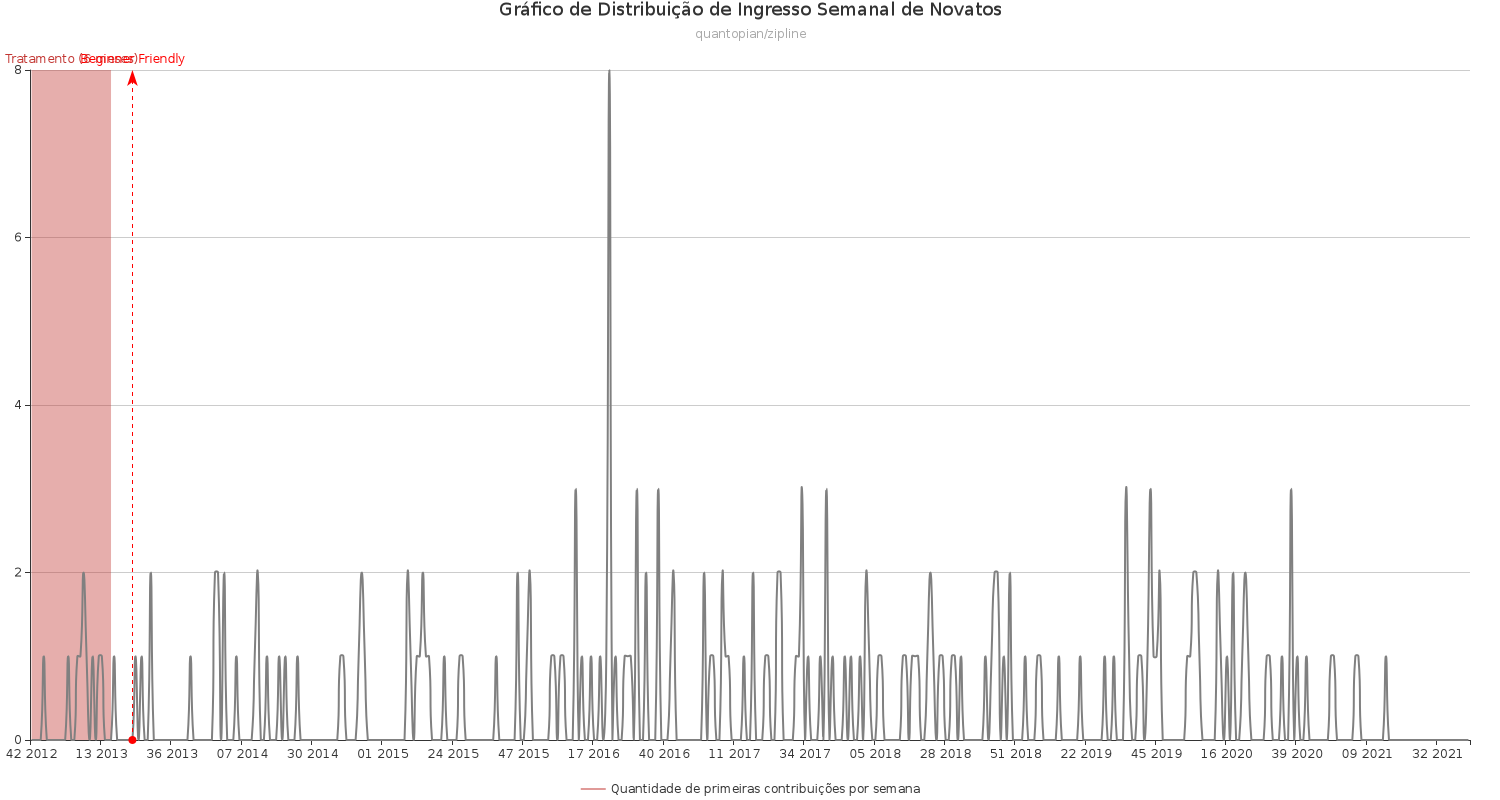 Gráfico de Distribuição de Ingresso Semanal de Novatos
quantopian/zipline
Tratamento (6 meses) Beginner Friendly
8
6
4
2
0
42 2012 13 2013 36 2013 07 2014 30 2014 01 2015 24 2015 47 2015 17 2016 40 2016 11 2017 34 2017 05 2018 28 2018 51 2018 22 2019 45 2019 16 2020 39 2020 09 2021 32 2021
Quantidade de primeiras contribuições por semana